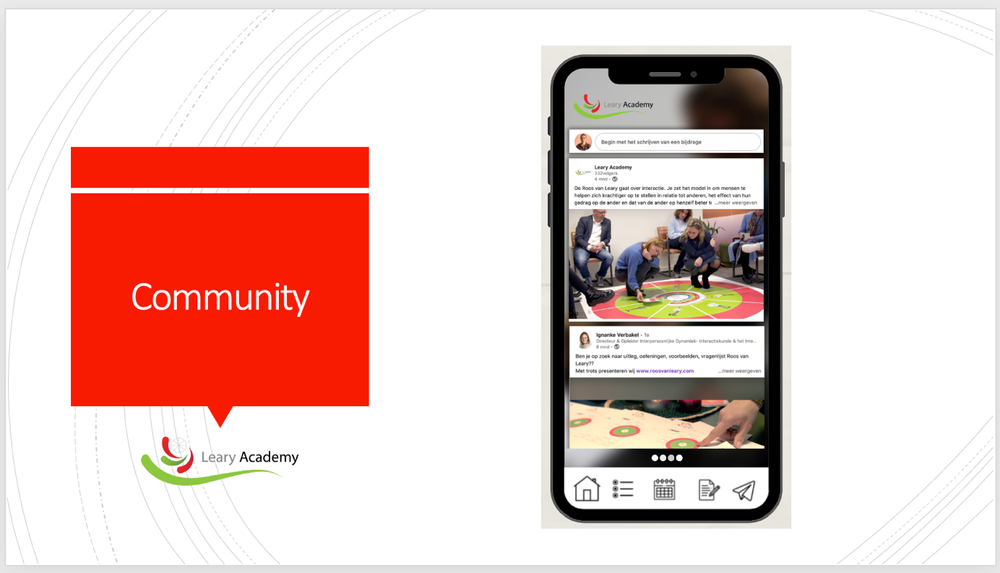 Community
Leary Academy
Leary Academy
Begin met het schrijven van een bijdrage
Leary Academy
332volgers
4 mnd •
De Roos van Leary gaat over interactie. Je zet het model in om mensen te
helpen zich krachtiger op te stellen in relatie tot anderen, het effect van hun
gedrag op de ander en dat van de ander op henzelf beter ...meer weergeven
Ignanke Verbakel • 1e
Directeur & Opleider Interpersoonlijke Dynamiek- Interactiekunde & het Inte...
6 mnd •
Ben je op zoek naar uitleg, oefeningen, voorbeelden, vragenlijst Roos van
Leary??
Met trots presenteren wij www.roosvanleary.com ...meer weergeven